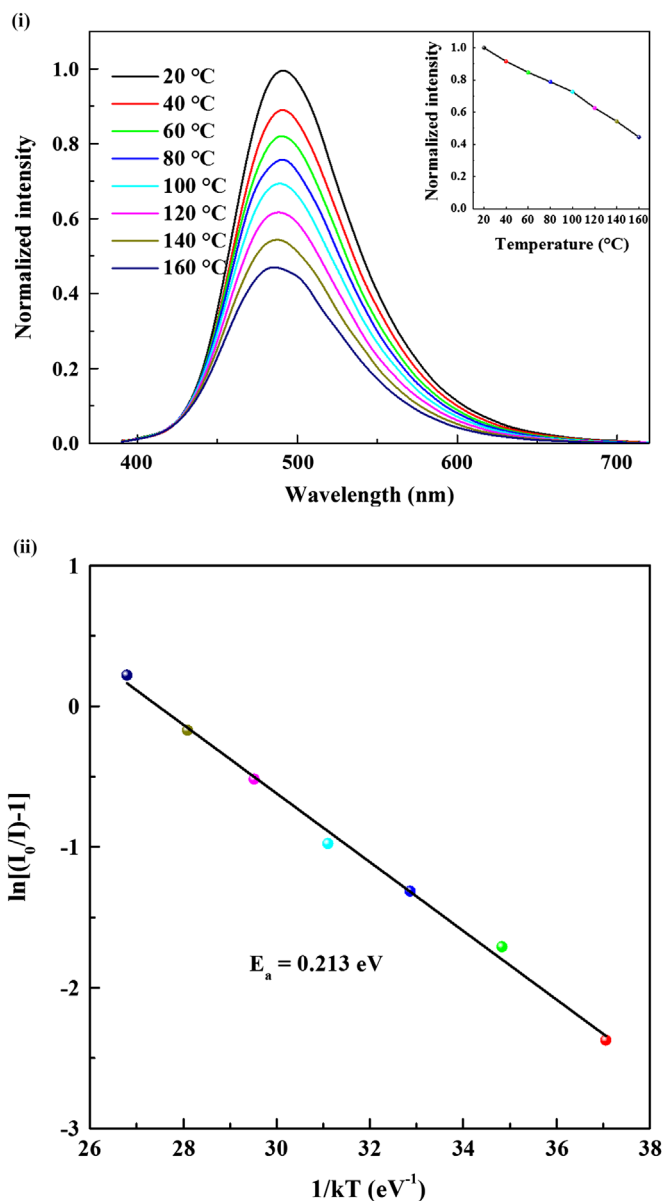 (i)
1.0
0.8
0.6
0.4
0.2
0.0
Normalized intensity
20 °C
40 °C
60 °C
80 °C
100 °C
120 °C
140 °C
160 °C
1.0
0.8
0.6
0.4
0.2
0.0
Normalized intensity
20 40 60 80 100 120 140 160
Temperature (°C)
400 500 600 700
Wavelength (nm)
(ii)
1
0
-1
-2
-3
ln[(I₀/I)-1]
Eₐ = 0.213 eV
26 28 30 32 34 36 38
1/kT (eV⁻¹)